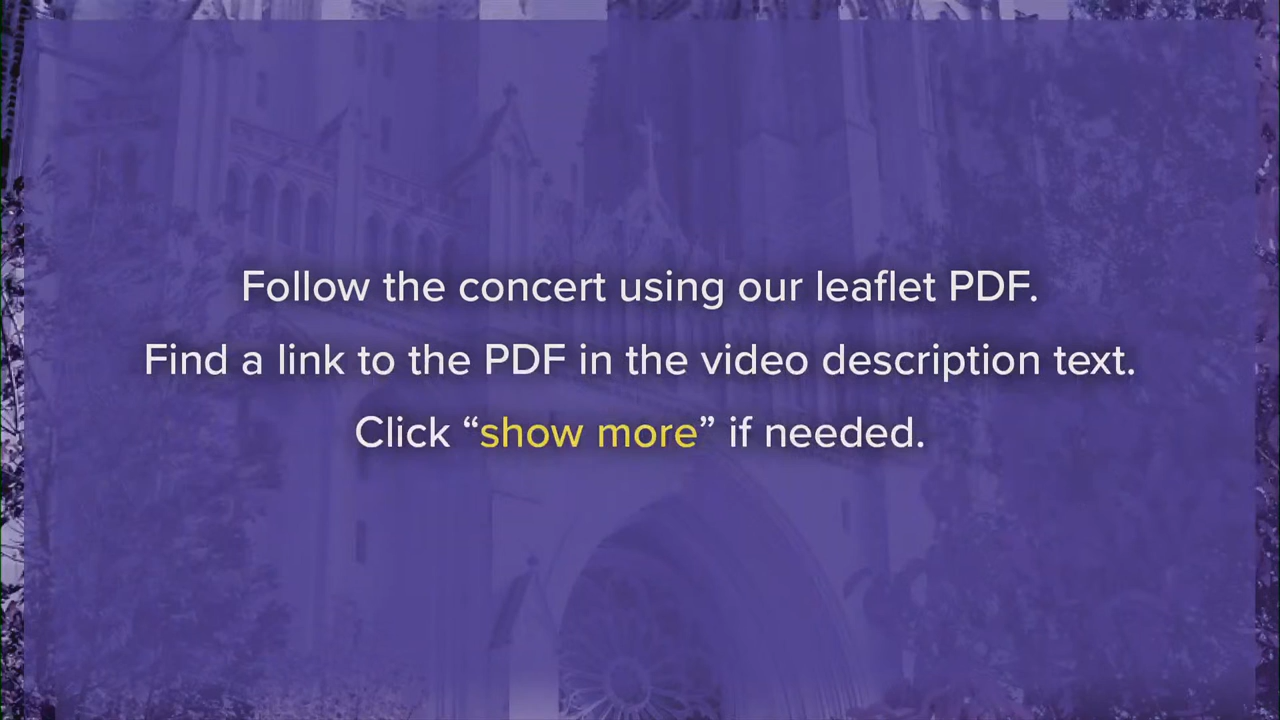 Follow the concert using our leaflet PDF.
Find a link to the PDF in the video description text.
Click “show more” if needed.